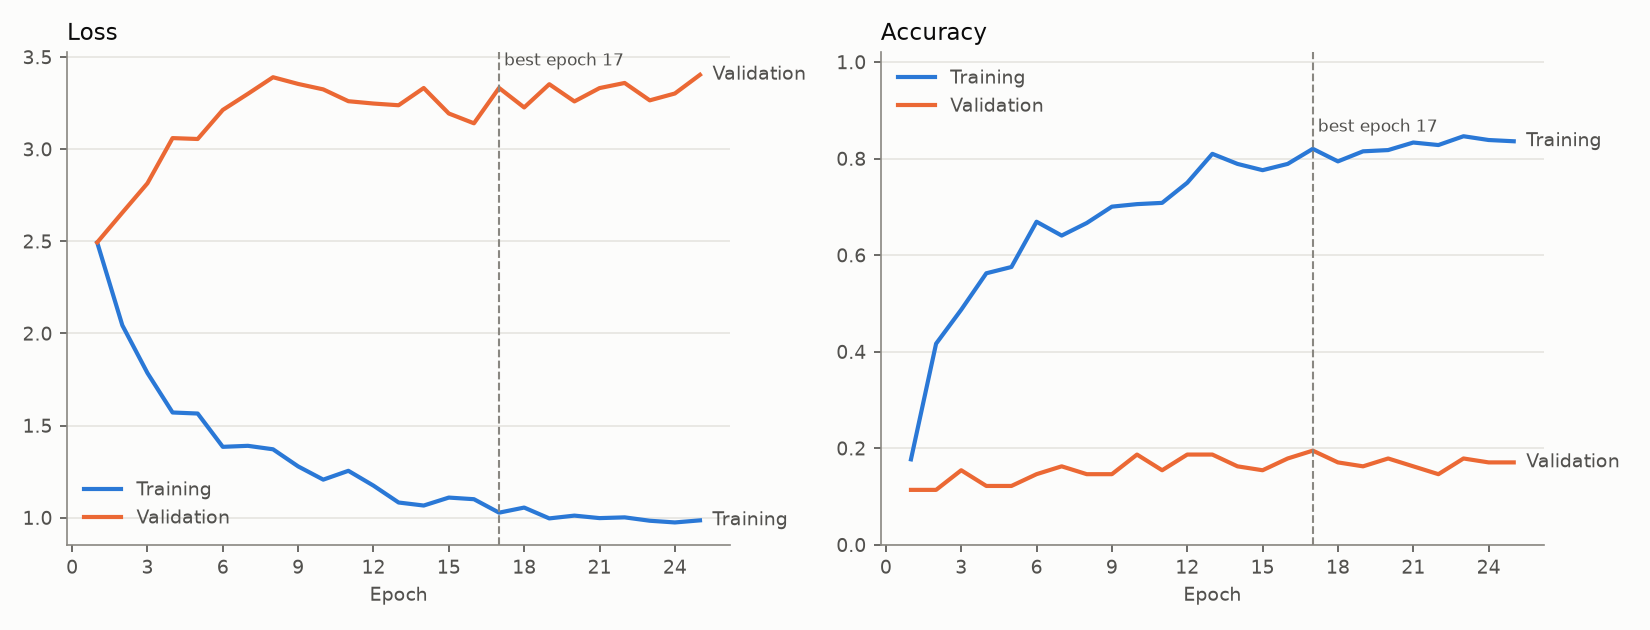 Loss
3.5
3.0
2.5
2.0
1.5
1.0
best epoch 17
Validation
Training
Training
Validation
0 3 6 9 12 15 18 21 24
Epoch
Accuracy
1.0
0.8
0.6
0.4
0.2
0.0
Training
Validation
best epoch 17
Training
Validation
0 3 6 9 12 15 18 21 24
Epoch